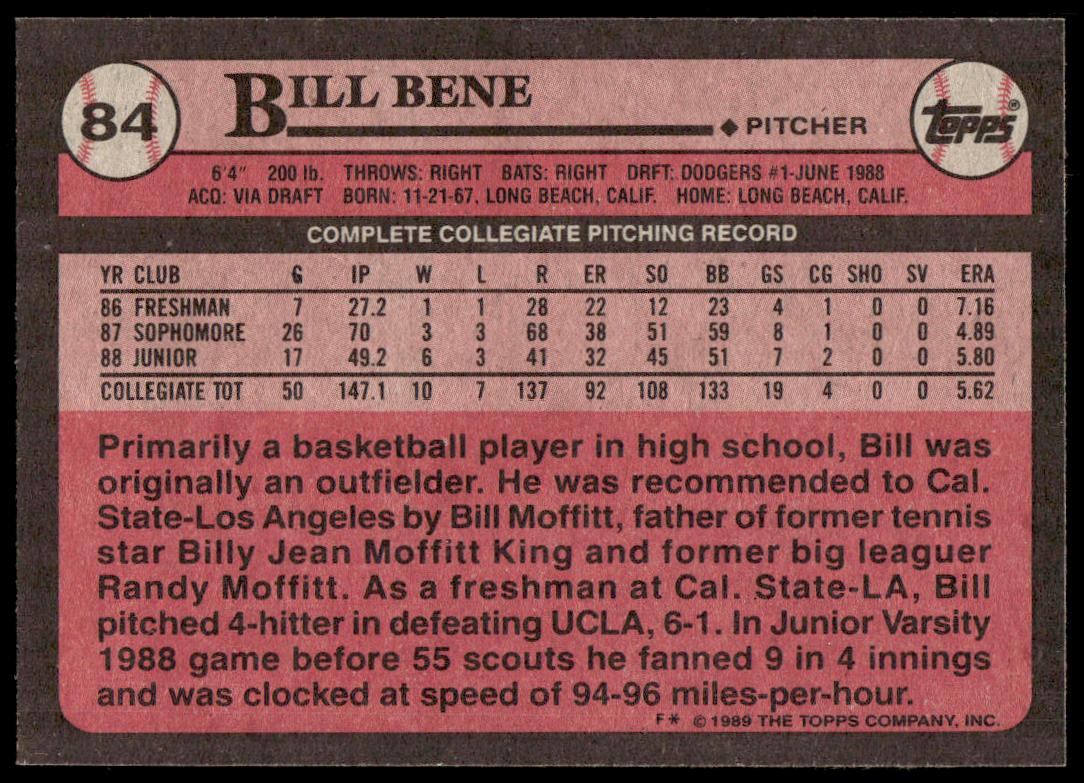 84
BILL BENE
◆ PITCHER
topps®
6'4" 200 lb. THROWS: RIGHT BATS: RIGHT DRFT: DODGERS #1-JUNE 1988
ACQ: VIA DRAFT BORN: 11-21-67, LONG BEACH, CALIF. HOME: LONG BEACH, CALIF.
COMPLETE COLLEGIATE PITCHING RECORD
YR CLUB G IP W L R ER SO BB GS CG SHO SV ERA
86 FRESHMAN 7 27.2 1 1 28 22 12 23 4 1 0 0 7.16
87 SOPHOMORE 26 70 3 3 68 38 51 59 8 1 0 0 4.89
88 JUNIOR 17 49.2 6 3 41 32 45 51 7 2 0 0 5.80
COLLEGIATE TOT 50 147.1 10 7 137 92 108 133 19 4 0 0 5.62
Primarily a basketball player in high school, Bill was
originally an outfielder. He was recommended to Cal.
State-Los Angeles by Bill Moffitt, father of former tennis
star Billy Jean Moffitt King and former big leaguer
Randy Moffitt. As a freshman at Cal. State-LA, Bill
pitched 4-hitter in defeating UCLA, 6-1. In Junior Varsity
1988 game before 55 scouts he fanned 9 in 4 innings
and was clocked at speed of 94-96 miles-per-hour.
F* © 1989 THE TOPPS COMPANY, INC.